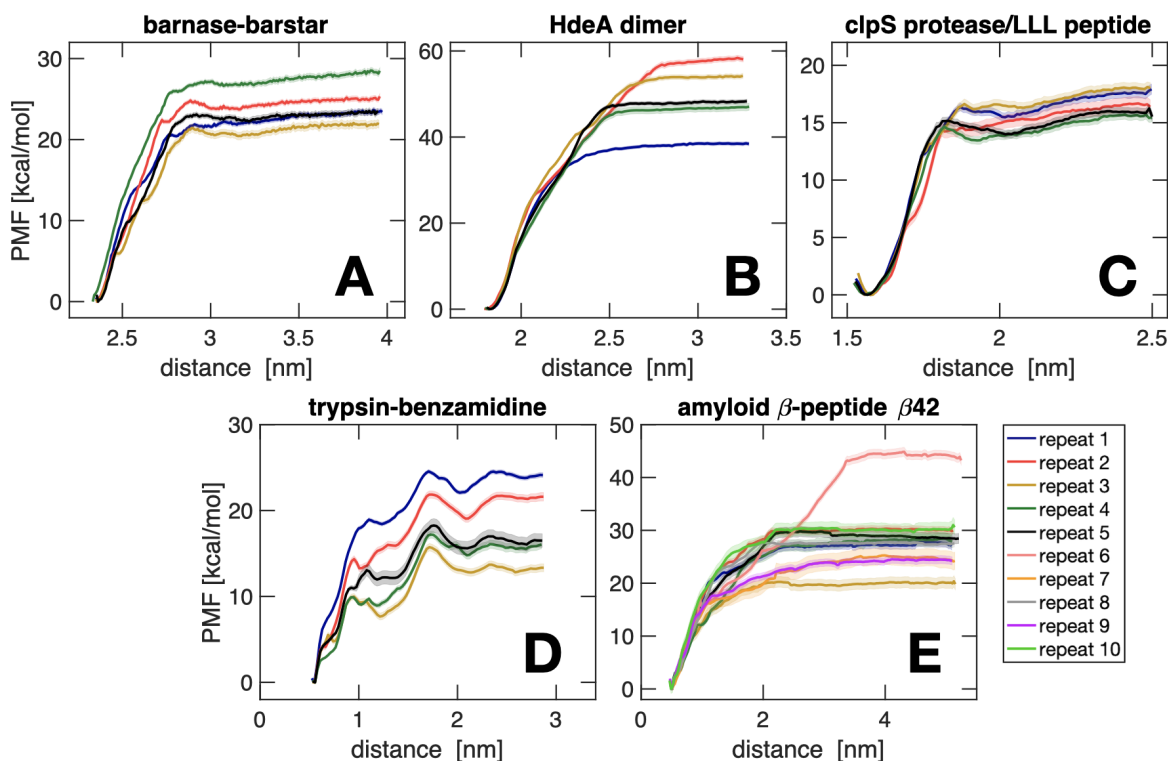 barnase-barstar
HdeA dimer
clpS protease/LLL peptide
PMF [kcal/mol]
30
20
10
0
2.5
3
3.5
4
distance [nm]
A
60
40
20
0
2
2.5
3
3.5
distance [nm]
B
20
15
10
5
0
1.5
2
2.5
distance [nm]
C
trypsin-benzamidine
amyloid β-peptide β42
PMF [kcal/mol]
30
20
10
0
0
1
2
3
distance [nm]
D
50
40
30
20
10
0
0
2
4
distance [nm]
E
repeat 1
repeat 2
repeat 3
repeat 4
repeat 5
repeat 6
repeat 7
repeat 8
repeat 9
repeat 10